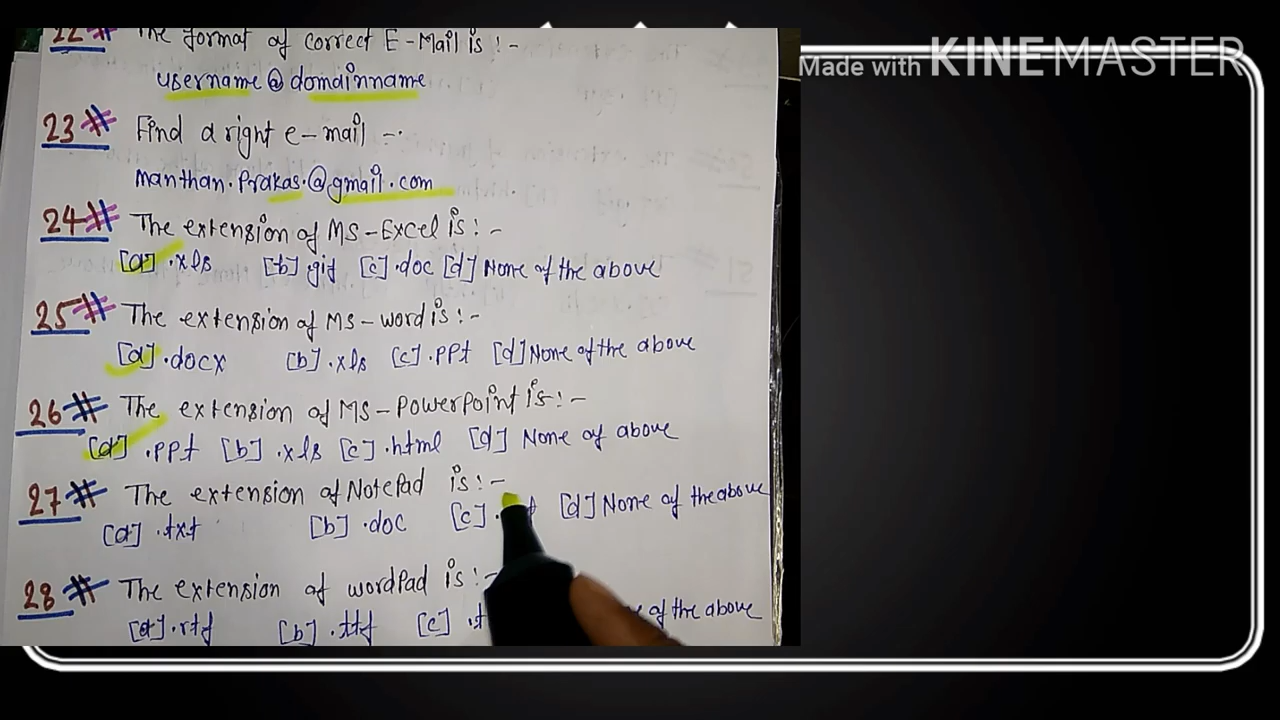 22# The format of correct E-Mail is :-
username@domainname
Made with KINEMASTER
23# Find a right e-mail -:
manthan.Prakas.@gmail.com
24# The extension of MS-Excel is :-
[a] .xls [b] gif [c] .doc [d] None of the above
25# The extension of MS-word is :-
[a] .docx [b] .xls [c] .PPt [d] None of the above
26# The extension of MS-PowerPoint is :-
[a] .PPt [b] .xls [c] .html [d] None of above
27# The extension of NotePad is :-
[a] .txt [b] .doc [c] [d] None of the above
28# The extension of wordPad is :-
[a] .rtf [b] .ttf [c] of the above